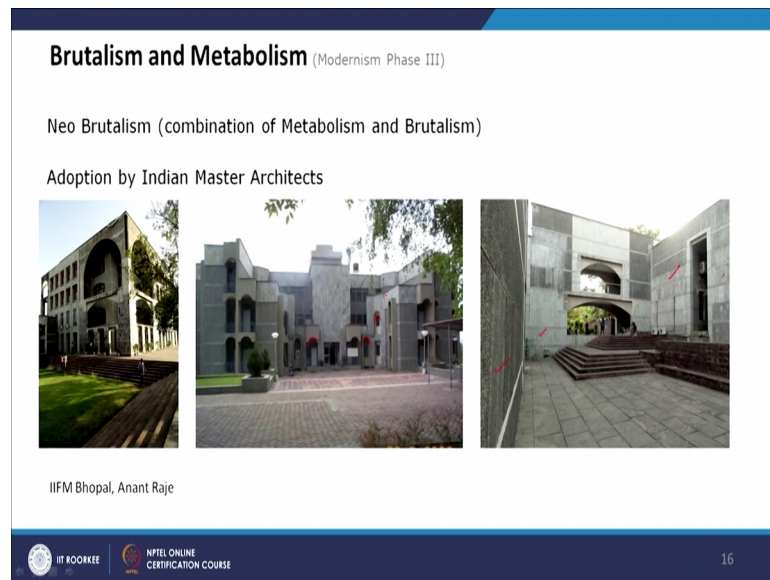 Brutalism and Metabolism (Modernism Phase III)
Neo Brutalism (combination of Metabolism and Brutalism)
Adoption by Indian Master Architects
IIFM Bhopal, Anant Raje
IIT ROORKEE
NPTEL
NPTEL ONLINE
CERTIFICATION COURSE
16